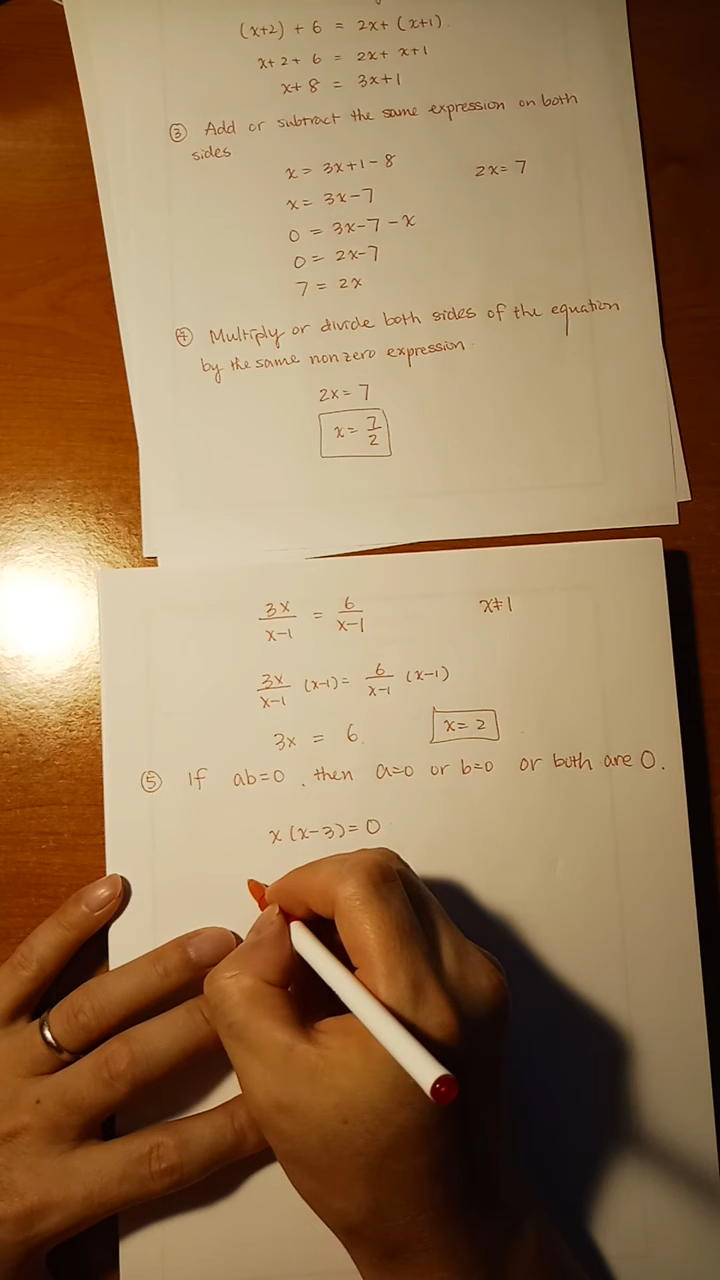 (x+2) + 6 = 2x + (x+1)
x + 2 + 6 = 2x + x+1
x + 8 = 3x+1
③ Add or subtract the same expression on both
sides
x = 3x+1-8 2x = 7
x = 3x-7
0 = 3x-7-x
0 = 2x-7
7 = 2x
④ Multiply or divide both sides of the equation
by the same nonzero expression.
2x = 7
x = 7/2
3x/x-1 = 6/x-1 x≠1
3x/x-1 (x-1) = 6/x-1 (x-1)
3x = 6. x = 2
⑤ If ab=0, then a=0 or b=0 or both are 0.
x(x-3)=0